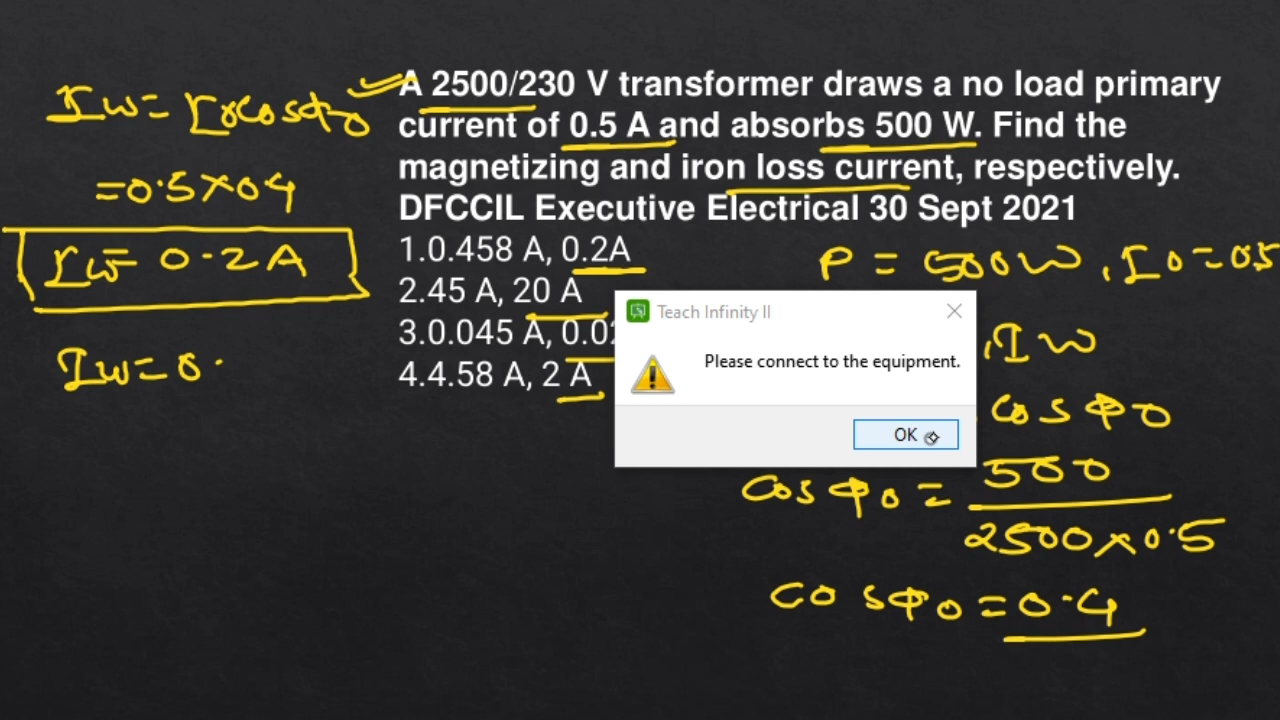 A 2500/230 V transformer draws a no load primary
current of 0.5 A and absorbs 500 W. Find the
magnetizing and iron loss current, respectively.
DFCCIL Executive Electrical 30 Sept 2021
1.0.458 A, 0.2A
2.45 A, 20 A
3.0.045 A, 0.02
4.4.58 A, 2 A
Iw = Iocosϕo
=0.5×0.4
Iw = 0.2A
Iw=0.
P = 500W, Io=0.5
,Iw
cosϕo
cosϕo = 500
2500×0.5
cosϕo = 0.4
Teach Infinity II
Please connect to the equipment.
OK